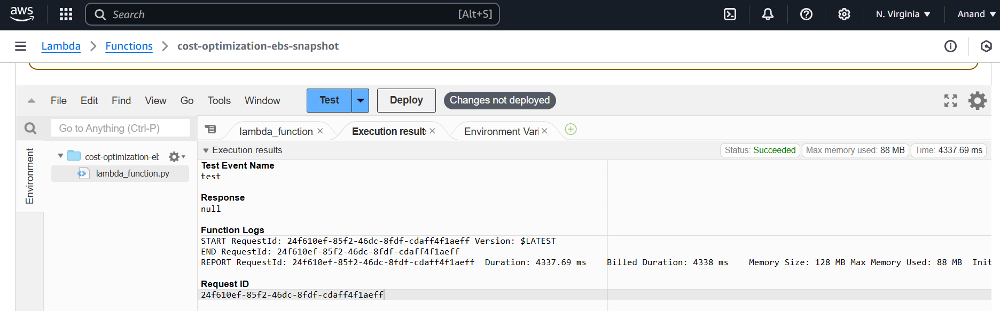 aws Search [Alt+S] N. Virginia Anand
Lambda Functions cost-optimization-ebs-snapshot
File Edit Find View Go Tools Window Test Deploy Changes not deployed
Go to Anything (Ctrl-P) lambda_function. Execution results Environment Vari
Environment
cost-optimization-eb
lambda_function.py
Execution results Status: Succeeded Max memory used: 88 MB Time: 4337.69 ms
Test Event Name
test
Response
null
Function Logs
START RequestId: 24f610ef-85f2-46dc-8fdf-cdaff4f1aeff Version: $LATEST
END RequestId: 24f610ef-85f2-46dc-8fdf-cdaff4f1aeff
REPORT RequestId: 24f610ef-85f2-46dc-8fdf-cdaff4f1aeff Duration: 4337.69 ms Billed Duration: 4338 ms Memory Size: 128 MB Max Memory Used: 88 MB Init
Request ID
24f610ef-85f2-46dc-8fdf-cdaff4f1aeff